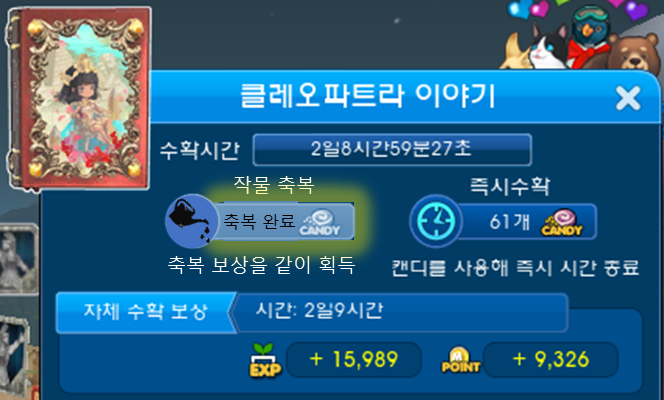 클레오파트라 이야기
수확시간 2일8시간59분27초
작물 축복 즉시수확
축복 완료 CANDY 61개 CANDY
축복 보상을 같이 획득 캔디를 사용해 즉시 시간 종료
자체 수확 보상 시간: 2일9시간
EXP + 15,989 POINT + 9,326